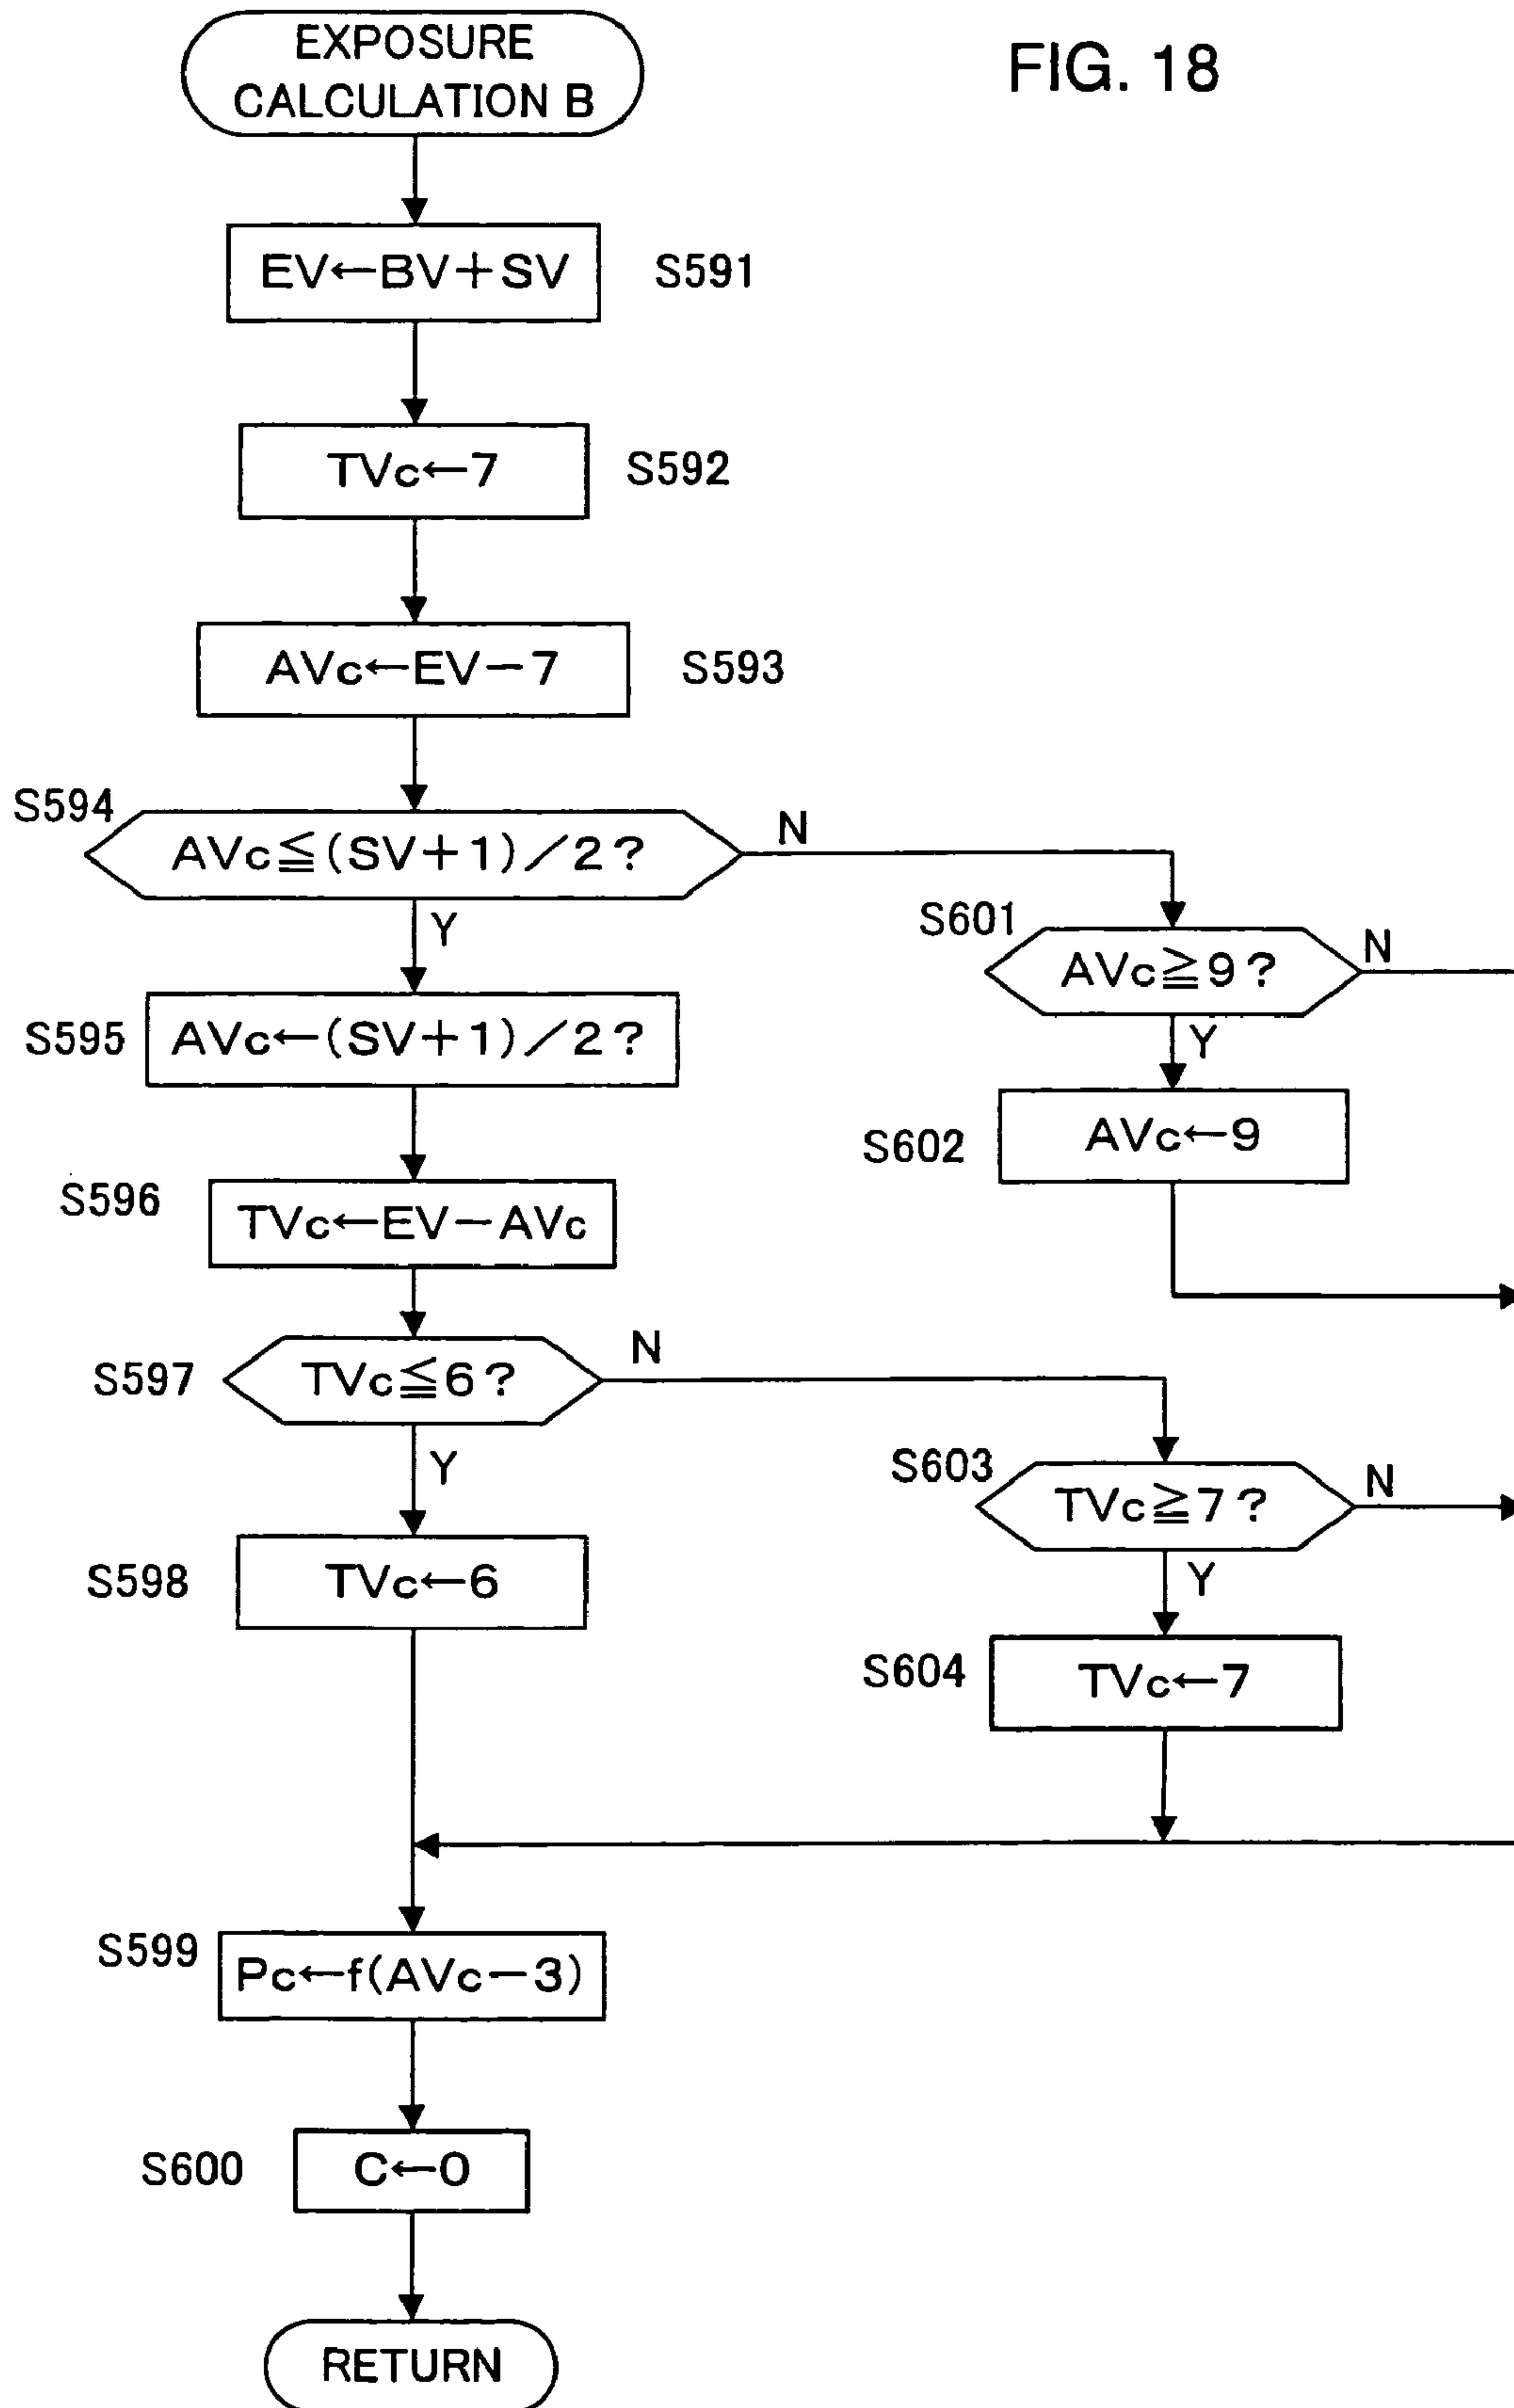 EXPOSURE
CALCULATION B
FIG. 18
EV←BV+SV
S591
TVc←7
S592
AVc←EV−7
S593
S594
AVc≦(SV+1)/2?
N
Y
S601
AVc≧9?
N
Y
S595
AVc←(SV+1)/2?
S602
AVc←9
S596
TVc←EV−AVc
S597
TVc≦6?
N
Y
S603
TVc≧7?
N
Y
S598
TVc←6
S604
TVc←7
S599
Pc←f(AVc−3)
S600
C←0
RETURN